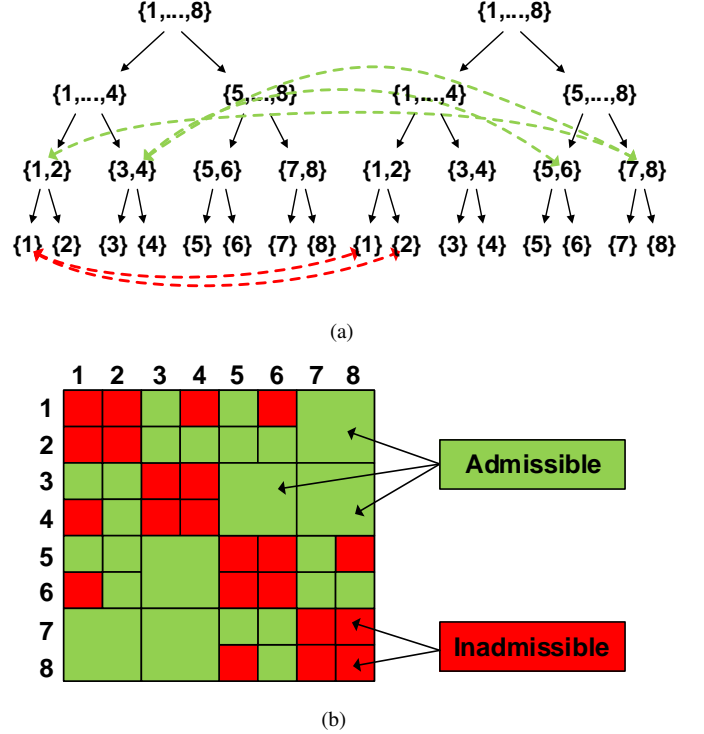 {1,...,8} {1,...,8}
{1,...,4} {5,...,8} {1,...,4} {5,...,8}
{1,2} {3,4} {5,6} {7,8} {1,2} {3,4} {5,6} {7,8}
{1} {2} {3} {4} {5} {6} {7} {8} {1} {2} {3} {4} {5} {6} {7} {8}
(a)
1 2 3 4 5 6 7 8
1
2
Admissible
3
4
5
6
7
Inadmissible
8
(b)